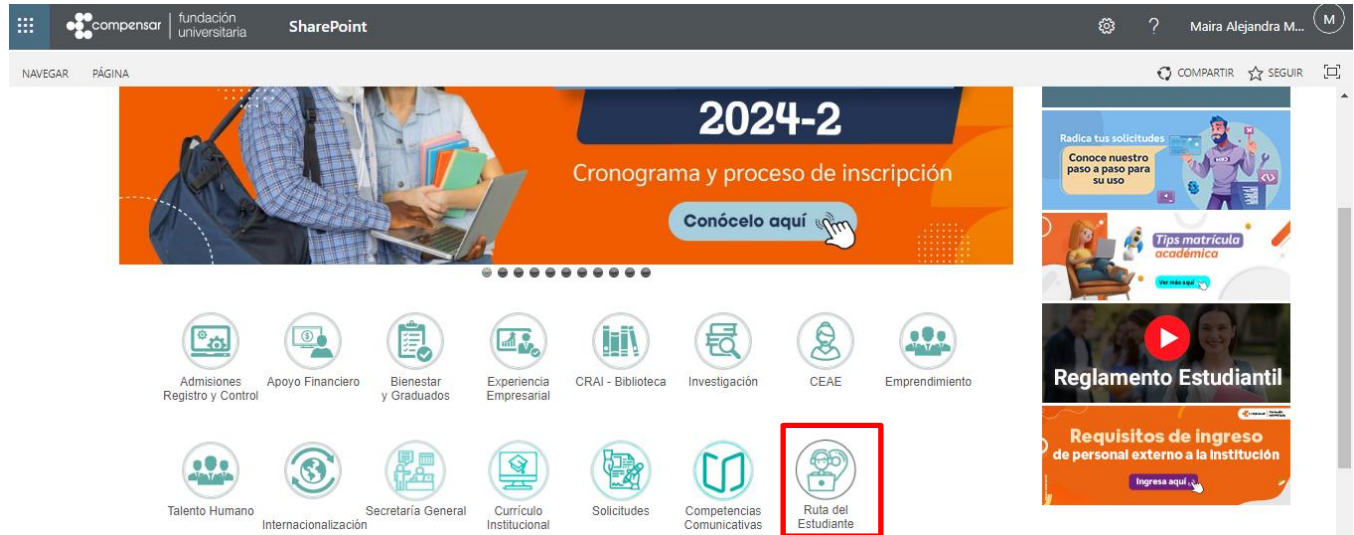 compensar | fundación
universitaria
SharePoint
?
Maira Alejandra M...
M
NAVEGAR
PÁGINA
COMPARTIR
SEGUIR
2024-2
Cronograma y proceso de inscripción
Conócelo aquí
Radica tus solicitudes
Conoce nuestro
paso a paso para
su uso
Tips matrícula
académica
Ver más aquí
Reglamento Estudiantil
Requisitos de ingreso
de personal externo a la Institución
Ingresa aquí
Admisiones
Registro y Control
Apoyo Financiero
Bienestar
y Graduados
Experiencia
Empresarial
CRAI - Biblioteca
Investigación
CEAE
Emprendimiento
Talento Humano
Internacionalización
Secretaría General
Currículo
Institucional
Solicitudes
Competencias
Comunicativas
Ruta del
Estudiante